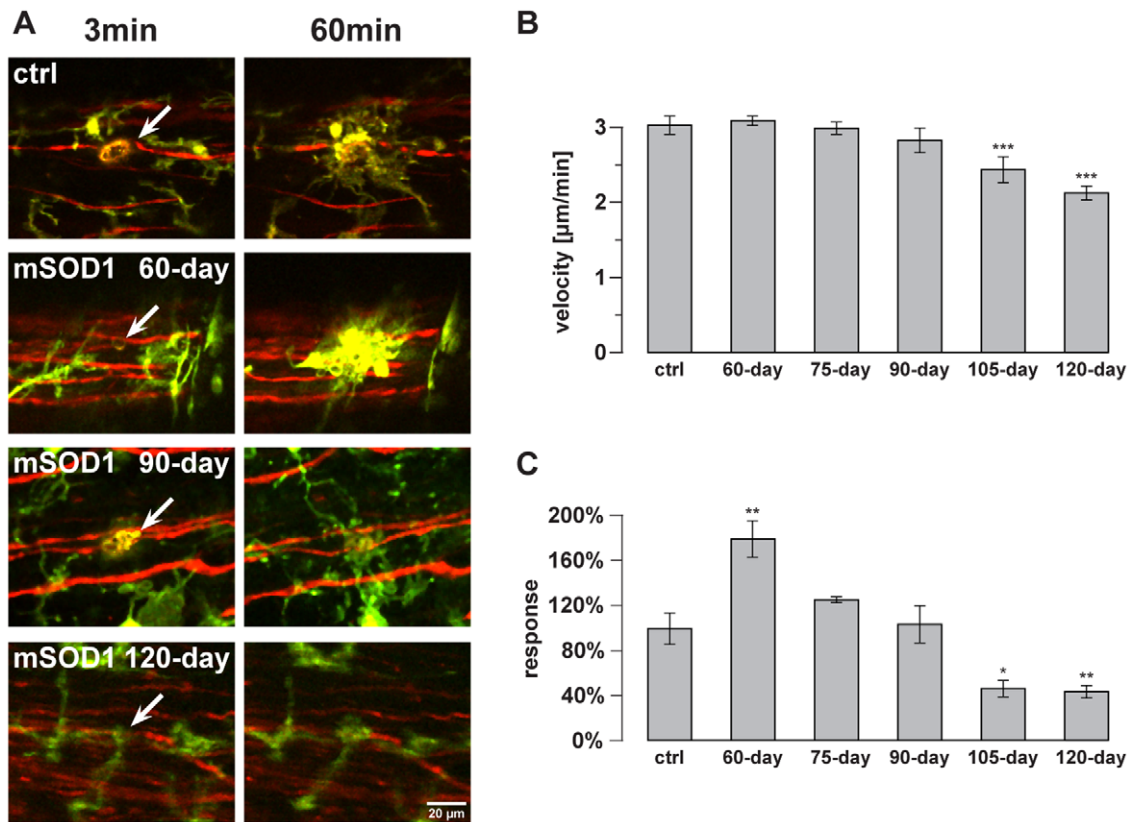 A
3min 60min
ctrl
mSOD1 60-day
mSOD1 90-day
mSOD1 120-day
20 µm
B
velocity [µm/min]
3
2
1
0
*** ***
ctrl 60-day 75-day 90-day 105-day 120-day
C
response
200%
160%
120%
80%
40%
0%
**
* **
ctrl 60-day 75-day 90-day 105-day 120-day